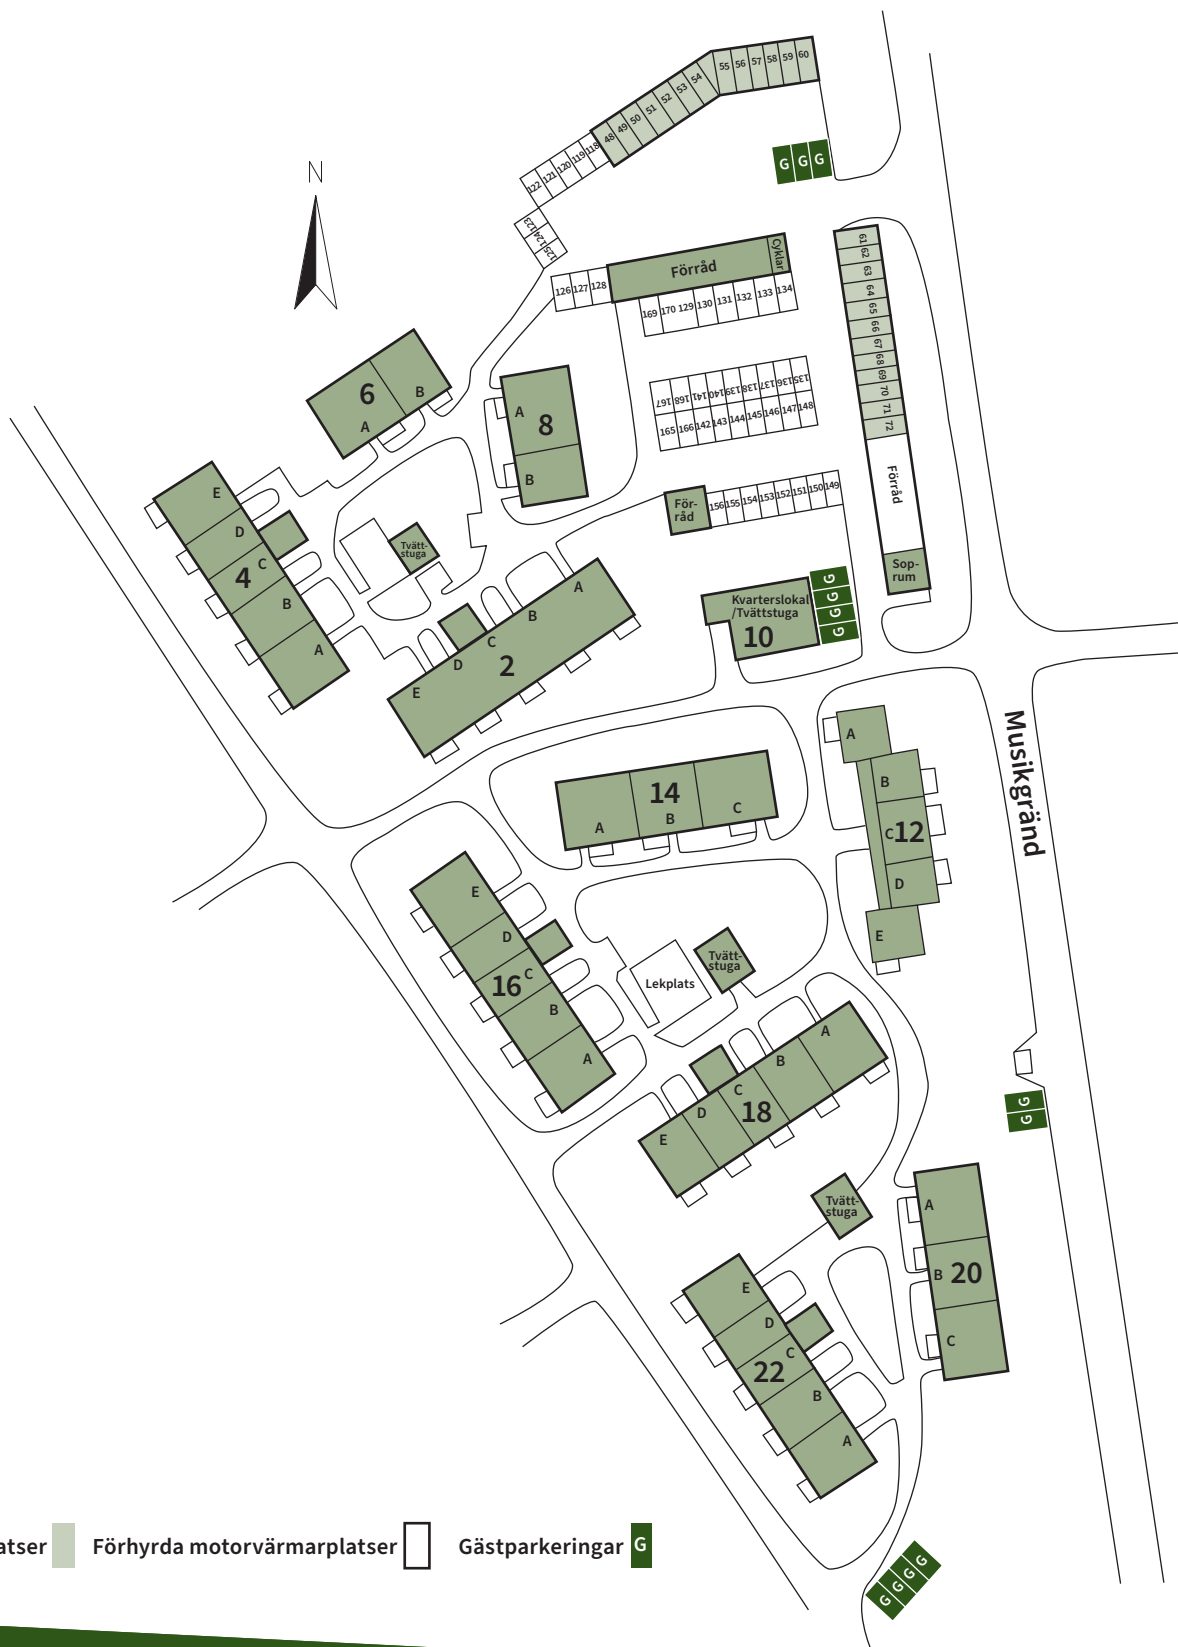 55 56 57 58 59 60
48 49 50 51 52 53 54
122 121 120 119 118
G G G
N
123
124
125
Förråd
Cyklar
126 127 128
169 170 129 130 131 132 133 134
61
62
63
64
65
66
67
68
69
70
71
72
Förråd
Sop-
rum
167 168 141 140 139 138 137 136 135
165 166 142 143 144 145 146 147 148
För-
råd
156 155 154 153 152 151 150 149
6
A
B
8
A
B
4
E
D
C
B
A
Tvätt-
stuga
2
A
B
C
D
E
Kvarterslokal
/Tvättstuga
10
G
G
G
G
Musikgränd
12
A
B
C
D
E
14
A
B
C
16
E
D
C
B
A
Lekplats
Tvätt-
stuga
18
A
B
C
D
E
G
G
Tvätt-
stuga
20
A
B
C
22
E
D
C
B
A
atser
Förhyrda motorvärmarplatser
Gästparkeringar G
G G G G